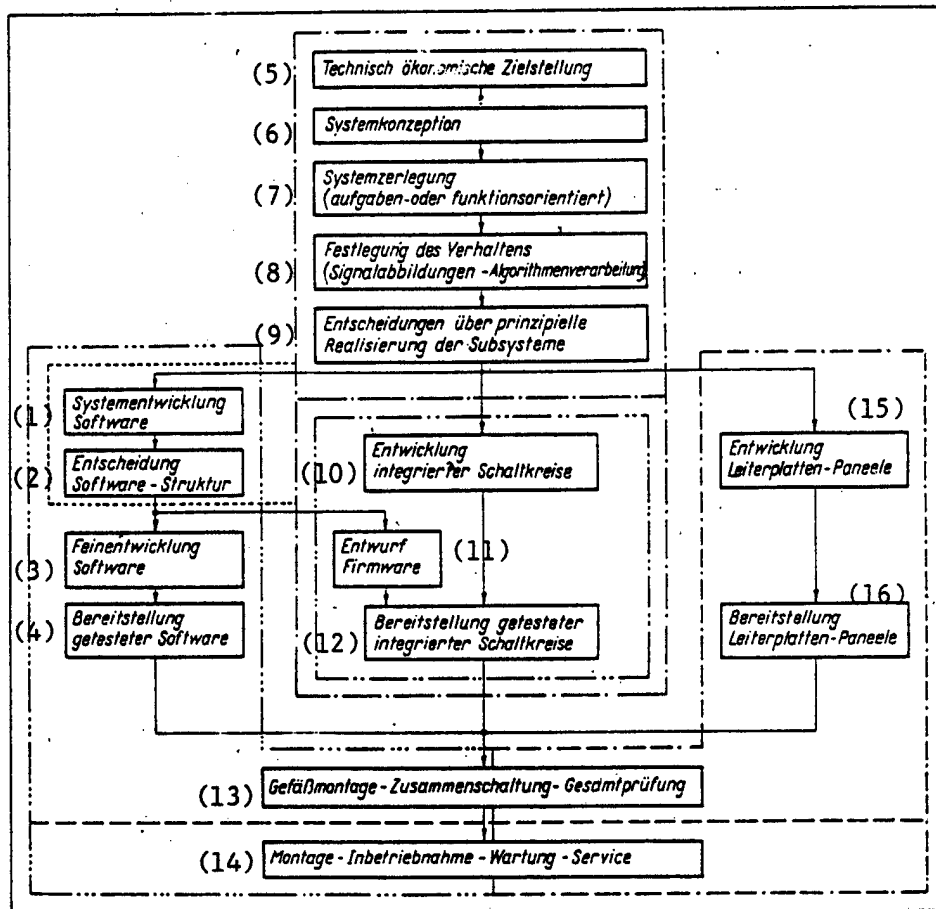 (5) Technisch ökonomische Zielstellung
(6) Systemkonzeption
(7) Systemzerlegung
(aufgaben-oder funktionsorientiert)
(8) Festlegung des Verhaltens
(Signalabbildungen - Algorithmenverarbeitung)
(9) Entscheidungen über prinzipielle
Realisierung der Subsysteme
(1) Systementwicklung
Software
(2) Entscheidung
Software - Struktur
(3) Feinentwicklung
Software
(4) Bereitstellung
getesteter Software
(10) Entwicklung
integrierter Schaltkreise
(11) Entwurf
Firmware
(12) Bereitstellung getesteter
integrierter Schaltkreise
(15) Entwicklung
Leiterplatten-Paneele
(16) Bereitstellung
Leiterplatten-Paneele
(13) Gefäßmontage - Zusammenschaltung - Gesamtprüfung
(14) Montage - Inbetriebnahme - Wartung - Service